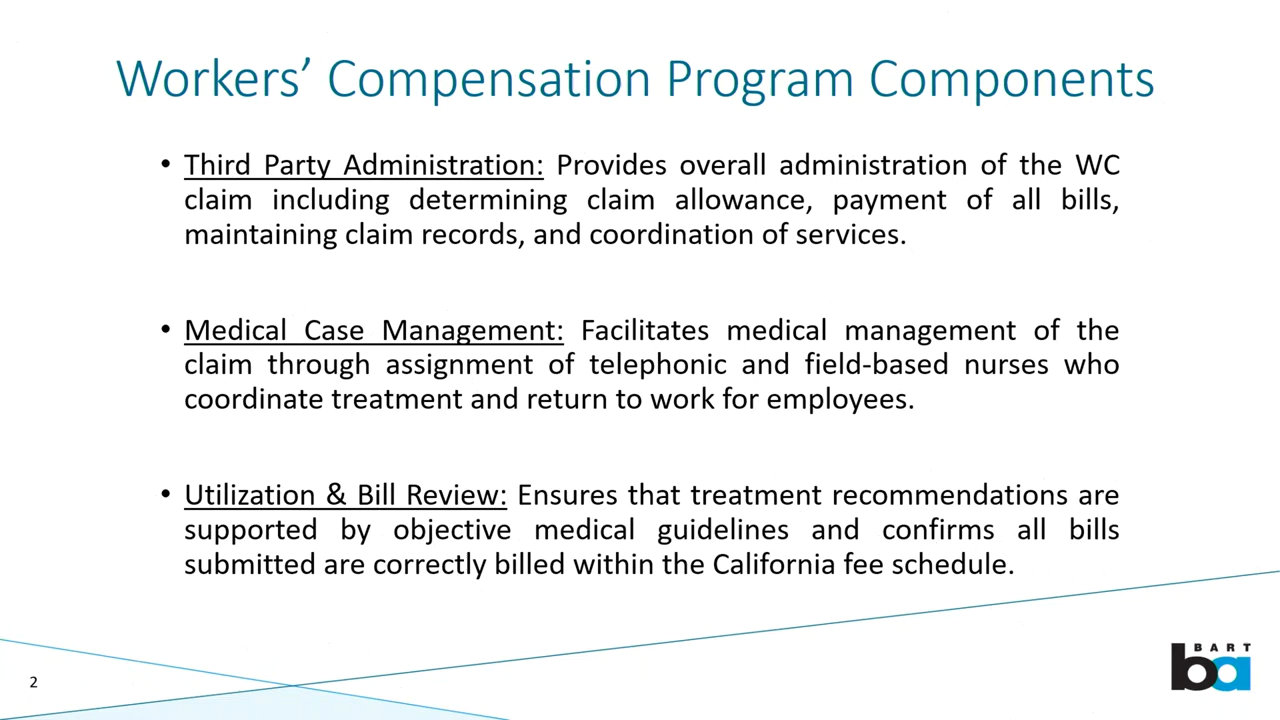 Workers’ Compensation Program Components
• Third Party Administration: Provides overall administration of the WC
claim including determining claim allowance, payment of all bills,
maintaining claim records, and coordination of services.
• Medical Case Management: Facilitates medical management of the
claim through assignment of telephonic and field-based nurses who
coordinate treatment and return to work for employees.
• Utilization & Bill Review: Ensures that treatment recommendations are
supported by objective medical guidelines and confirms all bills
submitted are correctly billed within the California fee schedule.
2
BART
ba